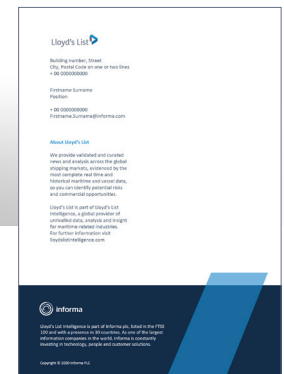 Lloyd's List
Building number, Street
City, Postal Code on one or two lines
+ 00 0000000000
Firstname Surname
Position
+ 00 0000000000
Firstname.Surname@informa.com
About Lloyd's List
We provide validated and curated
news and analysis across the global
shipping markets, evidenced by the
most complete real time and
historical maritime and vessel data,
so you can identify potential risks
and commercial opportunities.
Lloyd's List is part of Lloyd's List
Intelligence, a global provider of
unrivalled data, analysis and insight
for maritime-related industries.
For further information visit
lloydslistintelligence.com
informa
Lloyd's List Intelligence is part of Informa plc, listed in the FTSE
100 and with a presence in 30 countries. As one of the largest
information companies in the world, Informa is constantly
investing in technology, people and customer solutions.
Copyright © 2020 Informa PLC